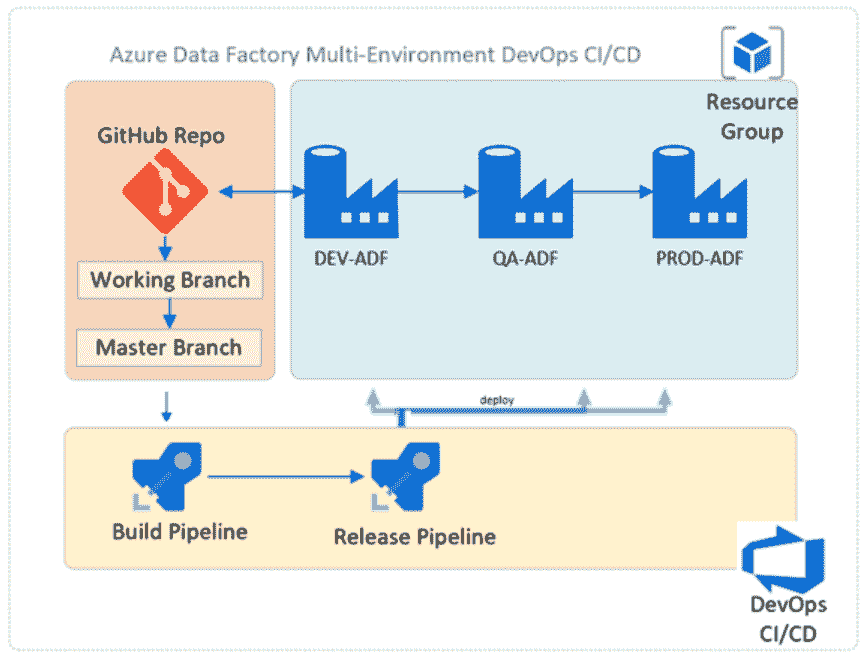 Azure Data Factory Multi-Environment DevOps CI/CD
Resource
Group
GitHub Repo
DEV-ADF
QA-ADF
PROD-ADF
Working Branch
Master Branch
deploy
Build Pipeline
Release Pipeline
DevOps
CI/CD